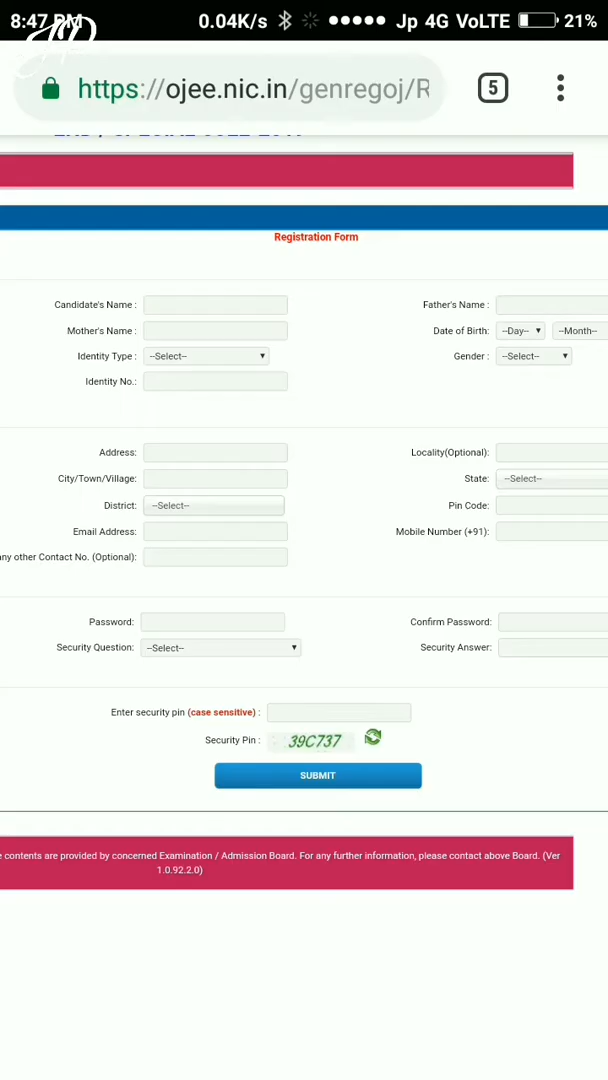 8:47 PM 0.04K/s Jp 4G VoLTE 21%
https://ojee.nic.in/genregoj/R 5
Registration Form
Candidate's Name : Father's Name :
Mother's Name : Date of Birth: --Day-- --Month--
Identity Type : --Select-- Gender : --Select--
Identity No.:
Address: Locality(Optional):
City/Town/Village: State: --Select--
District: --Select-- Pin Code:
Email Address: Mobile Number (+91):
any other Contact No. (Optional):
Password: Confirm Password:
Security Question: --Select-- Security Answer:
Enter security pin (case sensitive) :
Security Pin : 39C737
SUBMIT
contents are provided by concerned Examination / Admission Board. For any further information, please contact above Board. (Ver
1.0.92.2.0)